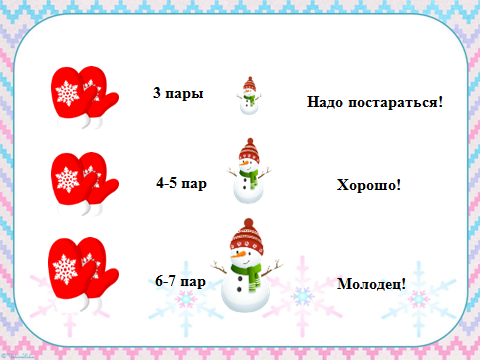 3 пары
Надо постараться!
4-5 пар
Хорошо!
6-7 пар
Молодец!